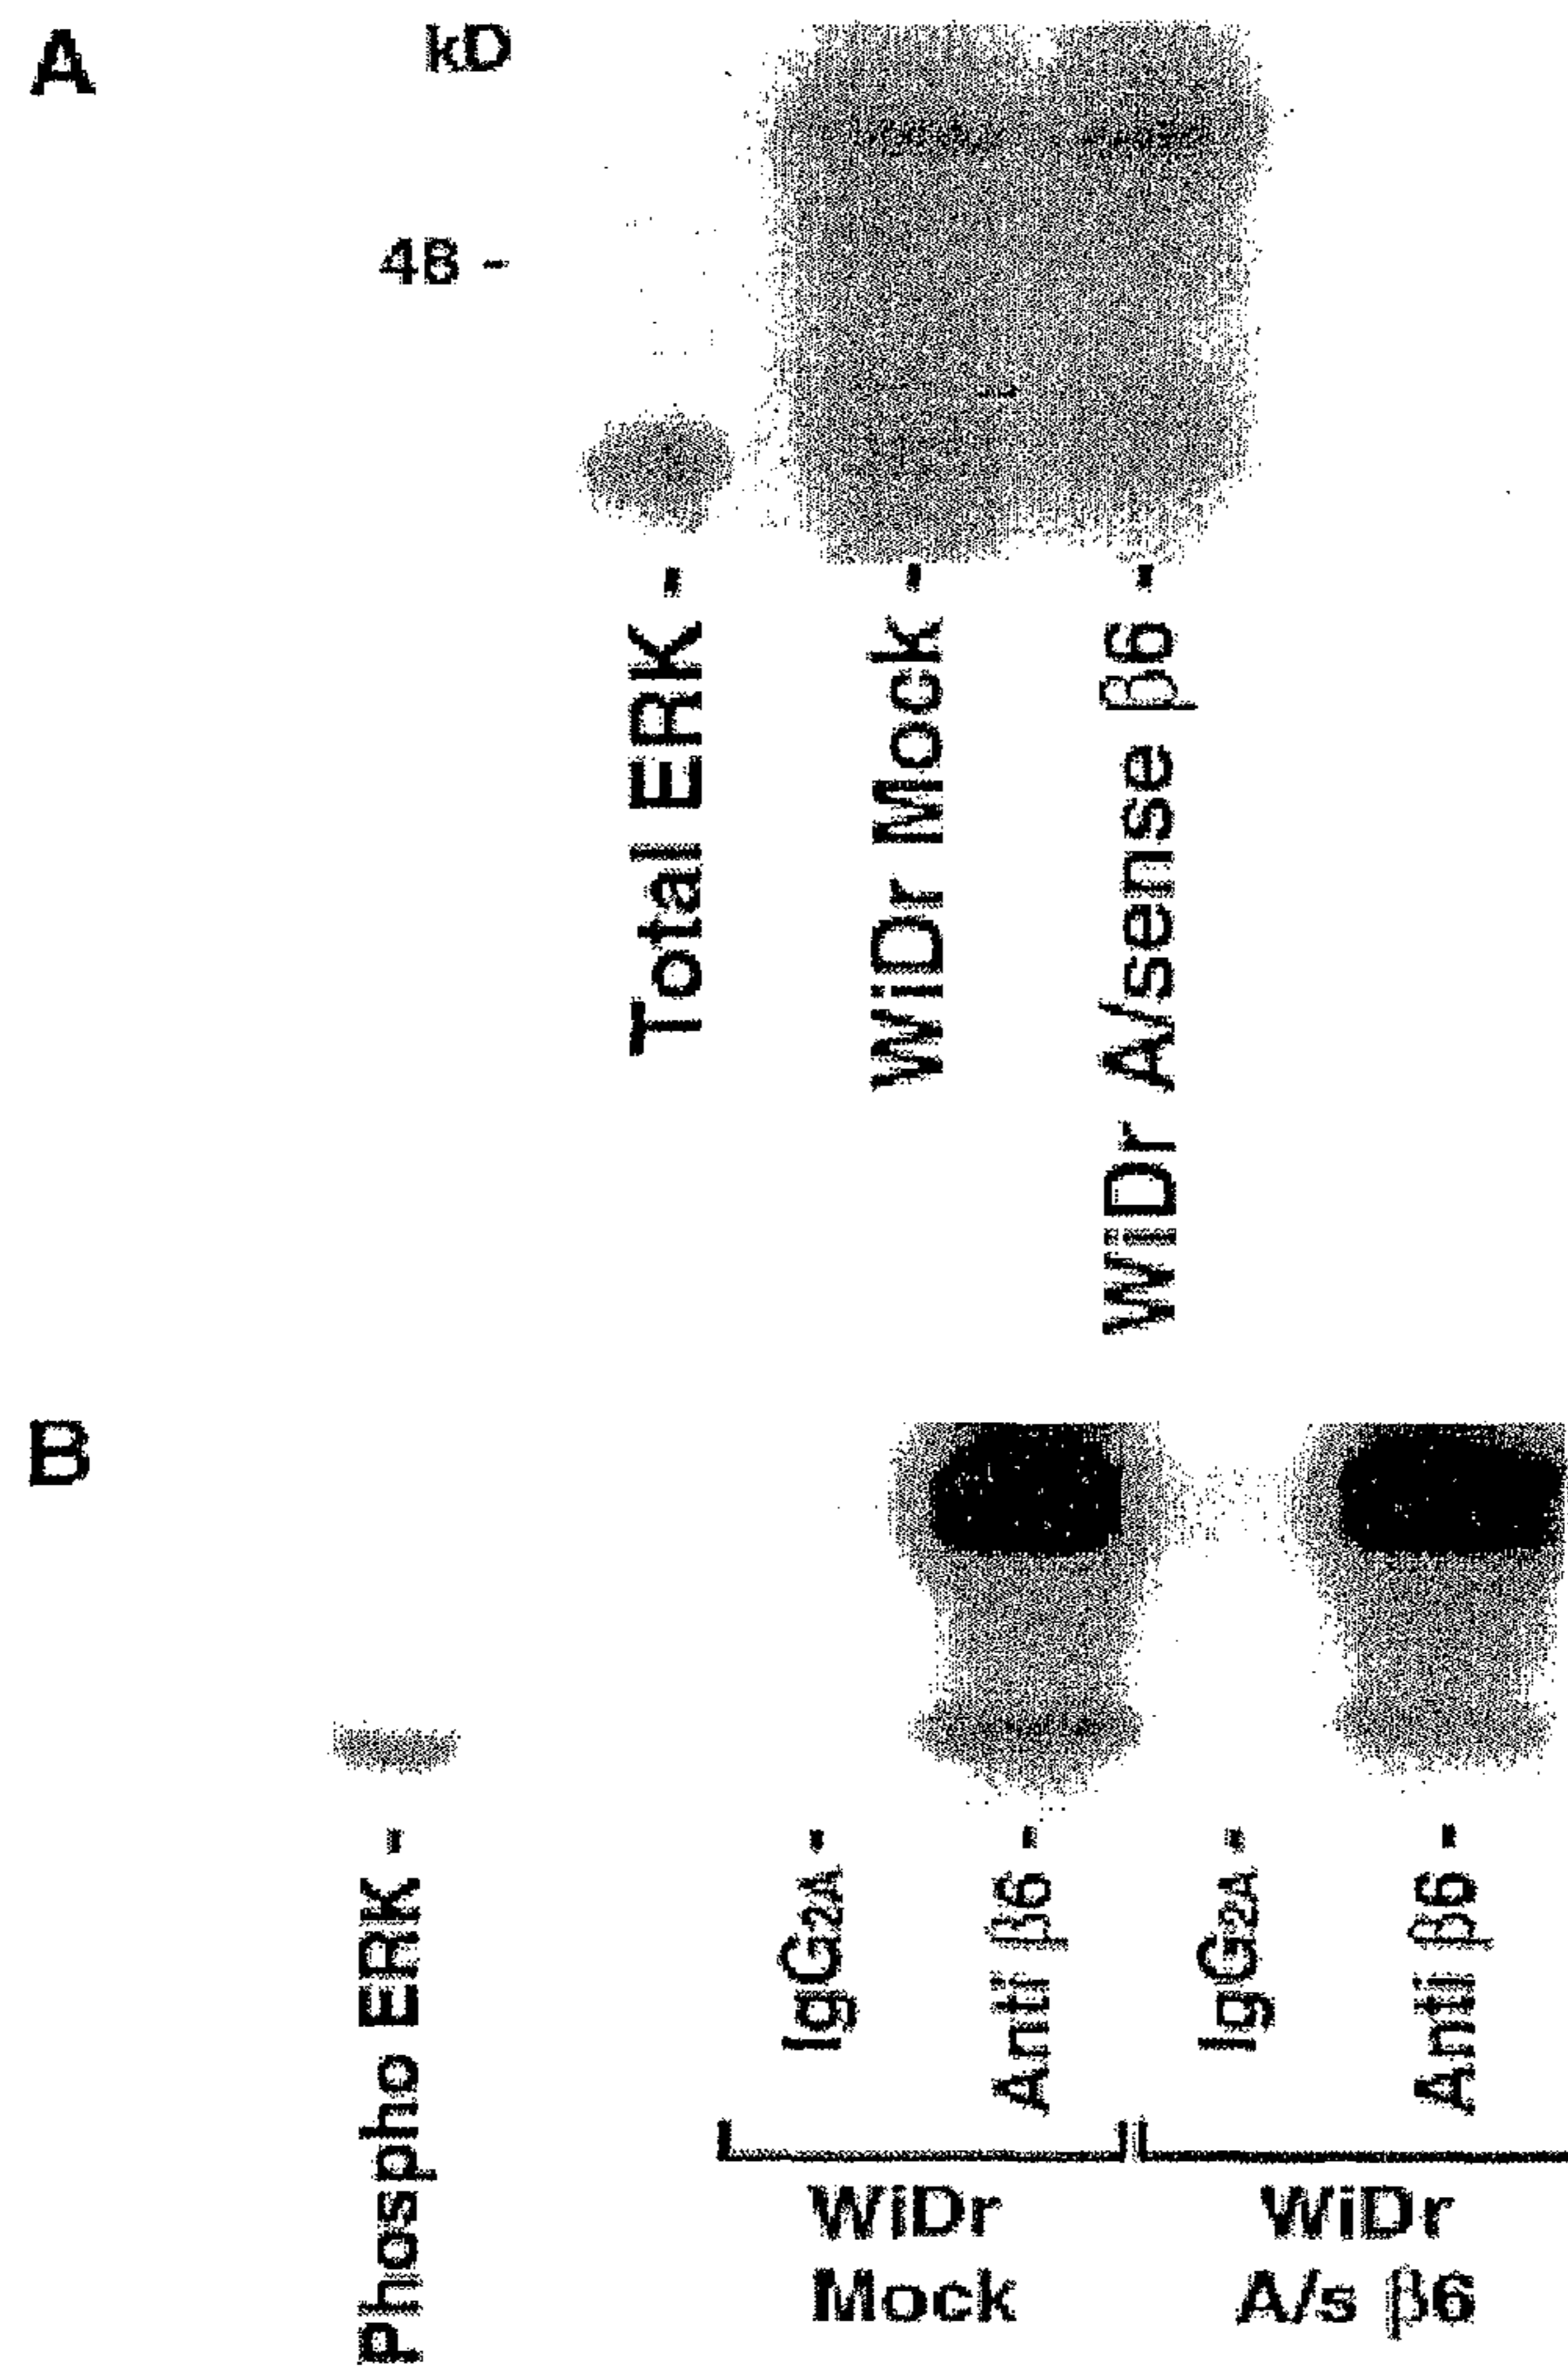 A
kD
48 -
Total ERK -
WiDr Mock -
WiDr A/sense β6 -
B
Phospho ERK -
IgG2A -
Anti β6 -
IgG2A -
Anti β6 -
WiDr
Mock
WiDr
A/s β6